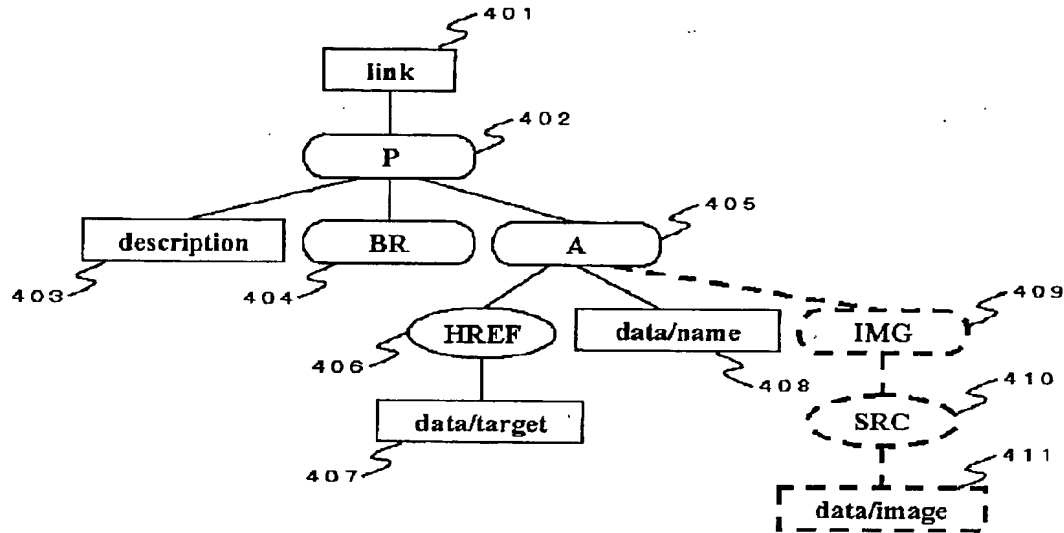 401
link
402
P
405
description
BR
A
403
404
409
HREF
data/name
IMG
406
408
410
data/target
SRC
407
411
data/image